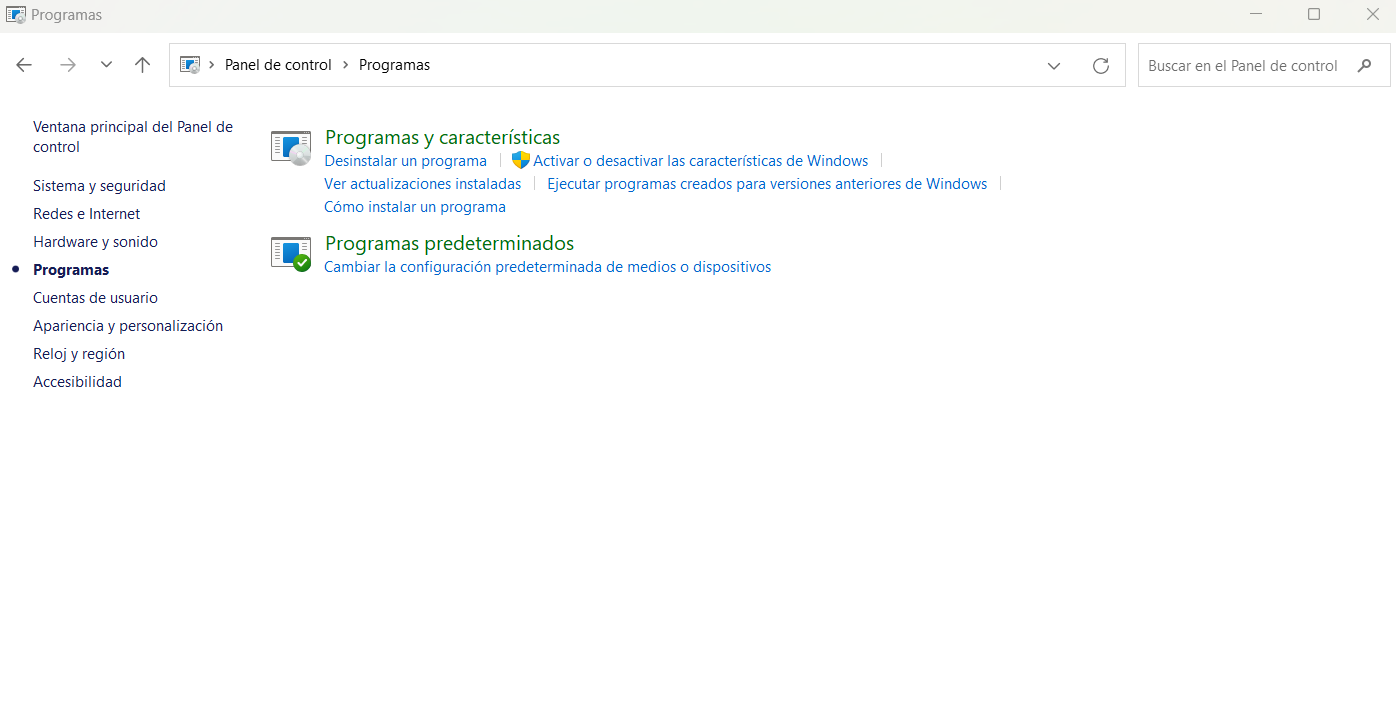 Programas
Panel de control > Programas
Buscar en el Panel de control
Ventana principal del Panel de
control
Sistema y seguridad
Redes e Internet
Hardware y sonido
Programas
Cuentas de usuario
Apariencia y personalización
Reloj y región
Accesibilidad
Programas y características
Desinstalar un programa | Activar o desactivar las características de Windows |
Ver actualizaciones instaladas | Ejecutar programas creados para versiones anteriores de Windows |
Cómo instalar un programa
Programas predeterminados
Cambiar la configuración predeterminada de medios o dispositivos